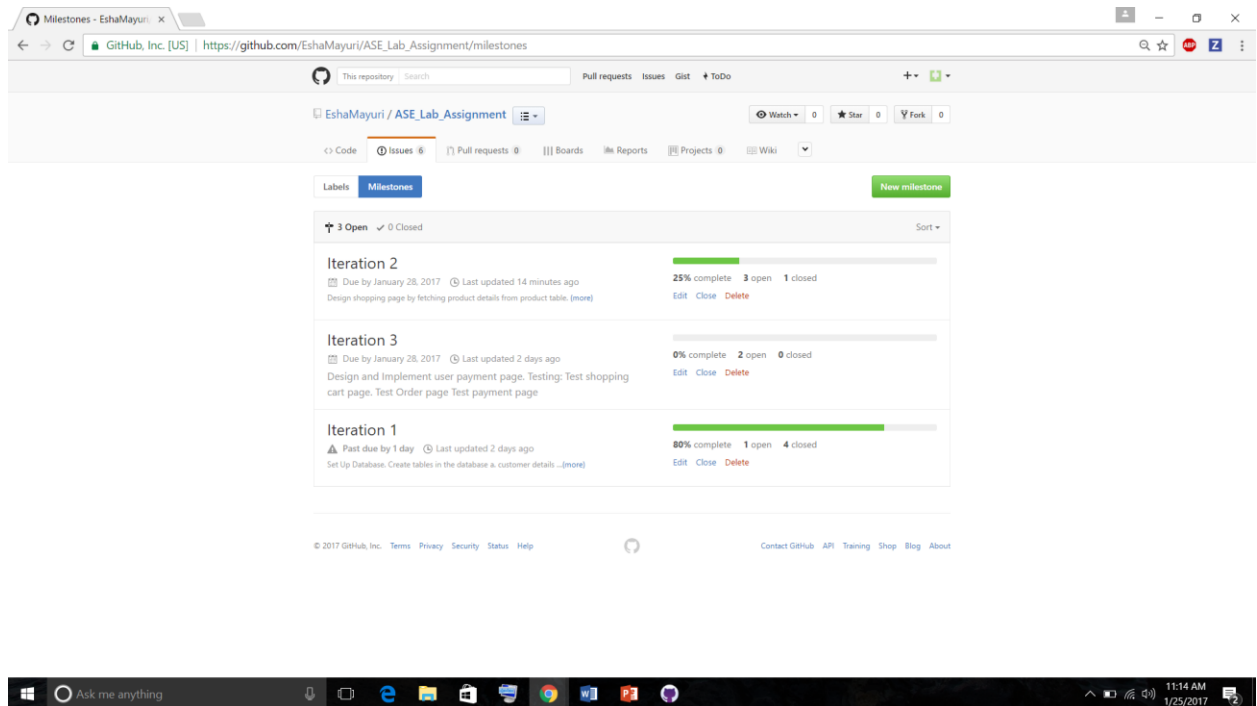 Milestones - EshaMayuri
GitHub, Inc. [US] | https://github.com/EshaMayuri/ASE_Lab_Assignment/milestones
ABP Z
This repository Search Pull requests Issues Gist ToDo
EshaMayuri / ASE_Lab_Assignment Watch 0 Star 0 Fork 0
<> Code Issues 6 Pull requests 0 Boards Reports Projects 0 Wiki
Labels Milestones New milestone
3 Open 0 Closed Sort
Iteration 2
Due by January 28, 2017 Last updated 14 minutes ago
Design shopping page by fetching product details from product table. (more)
25% complete 3 open 1 closed
Edit Close Delete
Iteration 3
Due by January 28, 2017 Last updated 2 days ago
Design and Implement user payment page. Testing: Test shopping
cart page. Test Order page Test payment page
0% complete 2 open 0 closed
Edit Close Delete
Iteration 1
Past due by 1 day Last updated 2 days ago
Set Up Database. Create tables in the database a. customer details ...(more)
80% complete 1 open 4 closed
Edit Close Delete
© 2017 GitHub, Inc. Terms Privacy Security Status Help Contact GitHub API Training Shop Blog About
Ask me anything
11:14 AM
1/25/2017
2